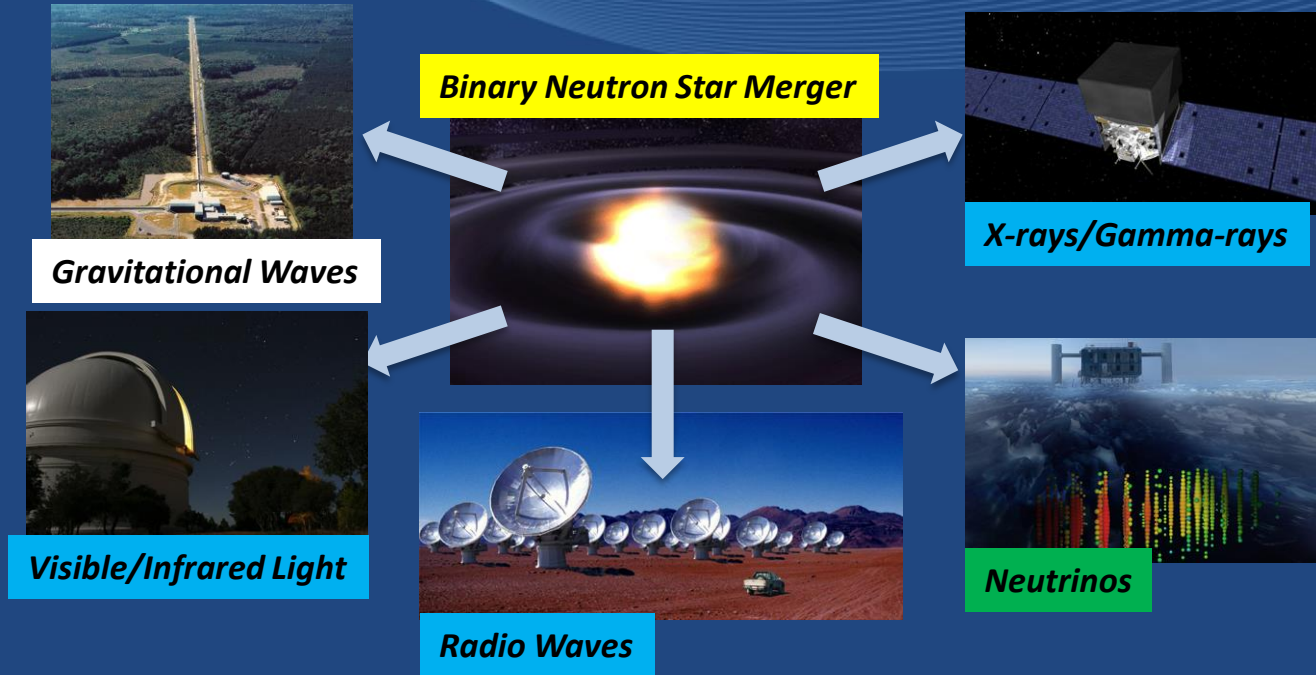 Binary Neutron Star Merger
Gravitational Waves
X-rays/Gamma-rays
Visible/Infrared Light
Neutrinos
Radio Waves